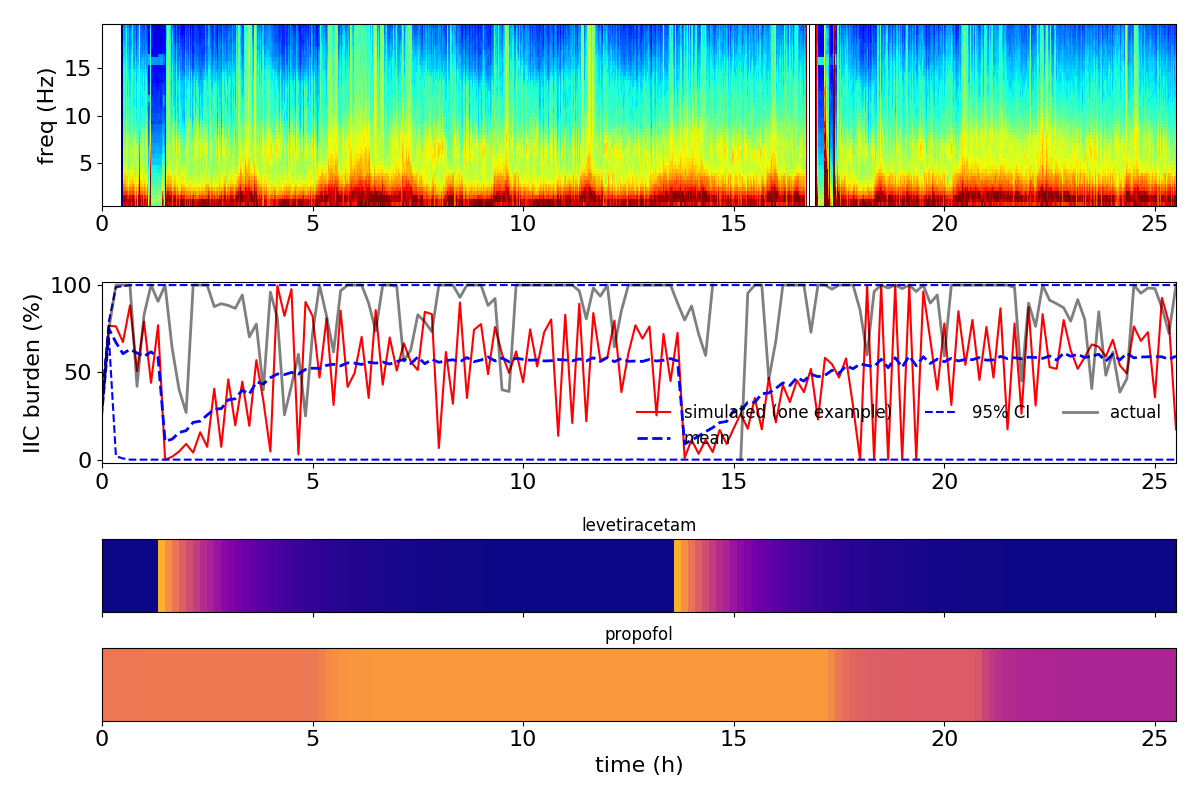 freq (Hz)
15
10
5
0 5 10 15 20 25
IIC burden (%)
100
50
0
simulated (one example) 95% CI actual
mean
0 5 10 15 20 25
levetiracetam
propofol
0 5 10 15 20 25
time (h)